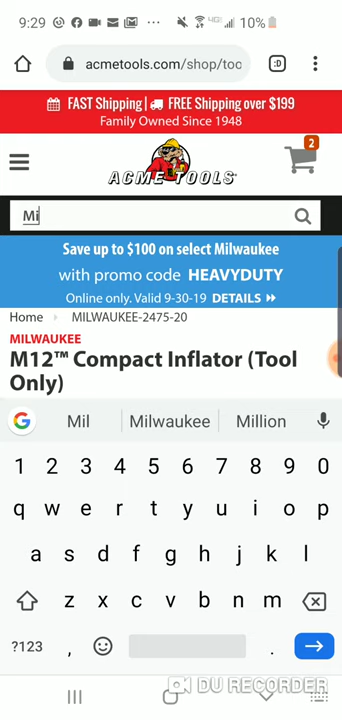 9:29 10%
acmetools.com/shop/too :D
FAST Shipping | FREE Shipping over $199
Family Owned Since 1948
2
ACME TOOLS
Mi
Save up to $100 on select Milwaukee
with promo code HEAVYDUTY
Online only. Valid 9-30-19 DETAILS
Home MILWAUKEE-2475-20
MILWAUKEE
M12™ Compact Inflator (Tool
Only)
G Mil Milwaukee Million
1 2 3 4 5 6 7 8 9 0
q w e r t y u i o p
a s d f g h j k l
z x c v b n m
?123 , .
DU RECORDER